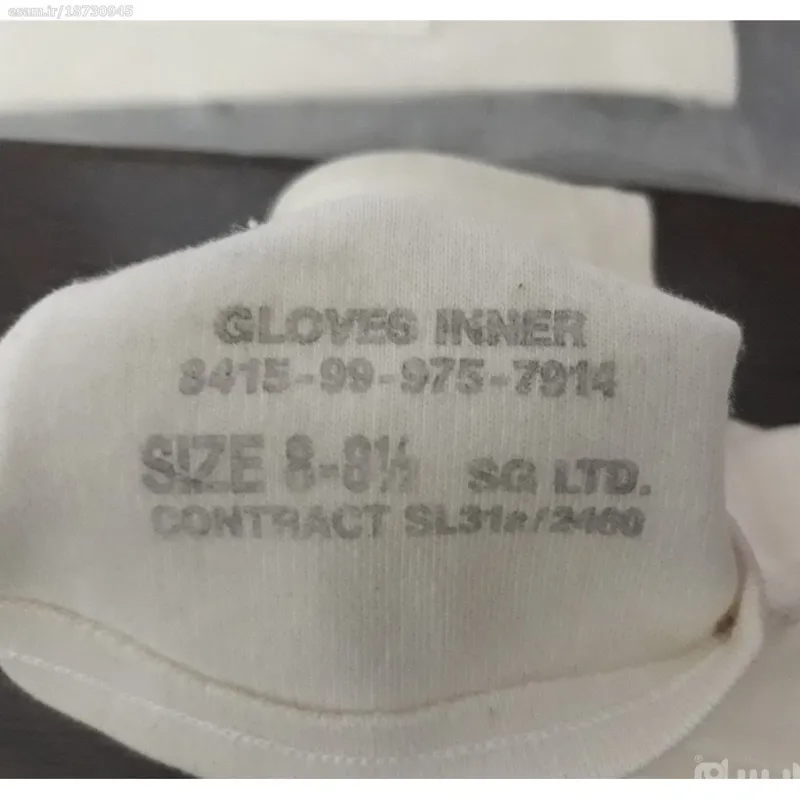 esam.ir/18730945
GLOVES INNER
8415-99-975-7914
SIZE 8-8½ SG LTD.
CONTRACT